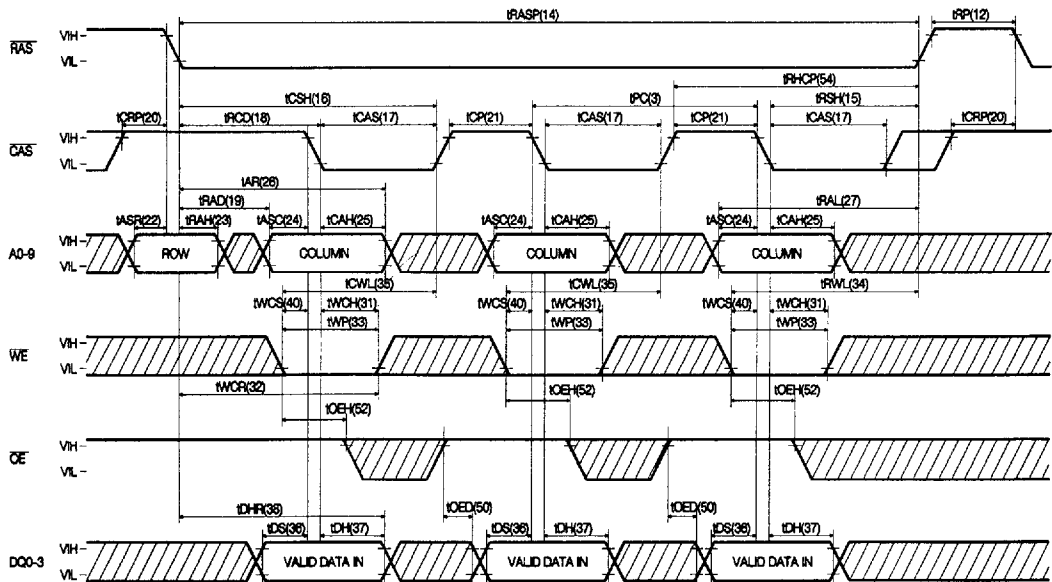 tRASP(14) tRP(12)
RAS VIH VIL
tRHCP(54)
tCSH(16) tPC(3) tRSH(15)
tCRP(20) tRCD(18) tCAS(17) tCP(21) tCAS(17) tCP(21) tCAS(17) tCRP(20)
CAS VIH VIL
tAR(26)
tRAD(19) tRAL(27)
tASR(22) tRAH(23) tASC(24) tCAH(25) tASC(24) tCAH(25) tASC(24) tCAH(25)
A0-9 VIH VIL ROW COLUMN COLUMN COLUMN
tCWL(35) tCWL(35) tRWL(34)
tWCS(40) tWCH(31) tWCS(40) tWCH(31) tWCS(40) tWCH(31)
tWP(33) tWP(33) tWP(33)
WE VIH VIL
tWCR(32)
tOEH(52) tOEH(52) tOEH(52)
OE VIH VIL
tDHR(38) tOED(50) tOED(50)
tDS(36) tDH(37) tDS(36) tDH(37) tDS(36) tDH(37)
DQ0-3 VIH VIL VALID DATA IN VALID DATA IN VALID DATA IN